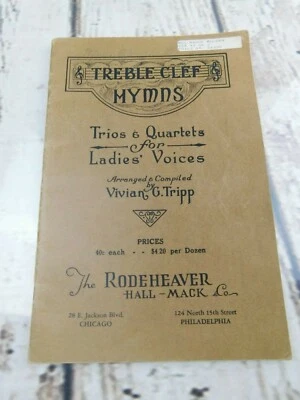 TREBLE CLEF
HYMNS
Trios & Quartets
for
Ladies' Voices
Arranged & Compiled
by
Vivian G. Tripp
PRICES
40c each - - $4.20 per Dozen
The RODEHEAVER
HALL-MACK Co.
28 E. Jackson Blvd,
CHICAGO
124 North 15th Street
PHILADELPHIA